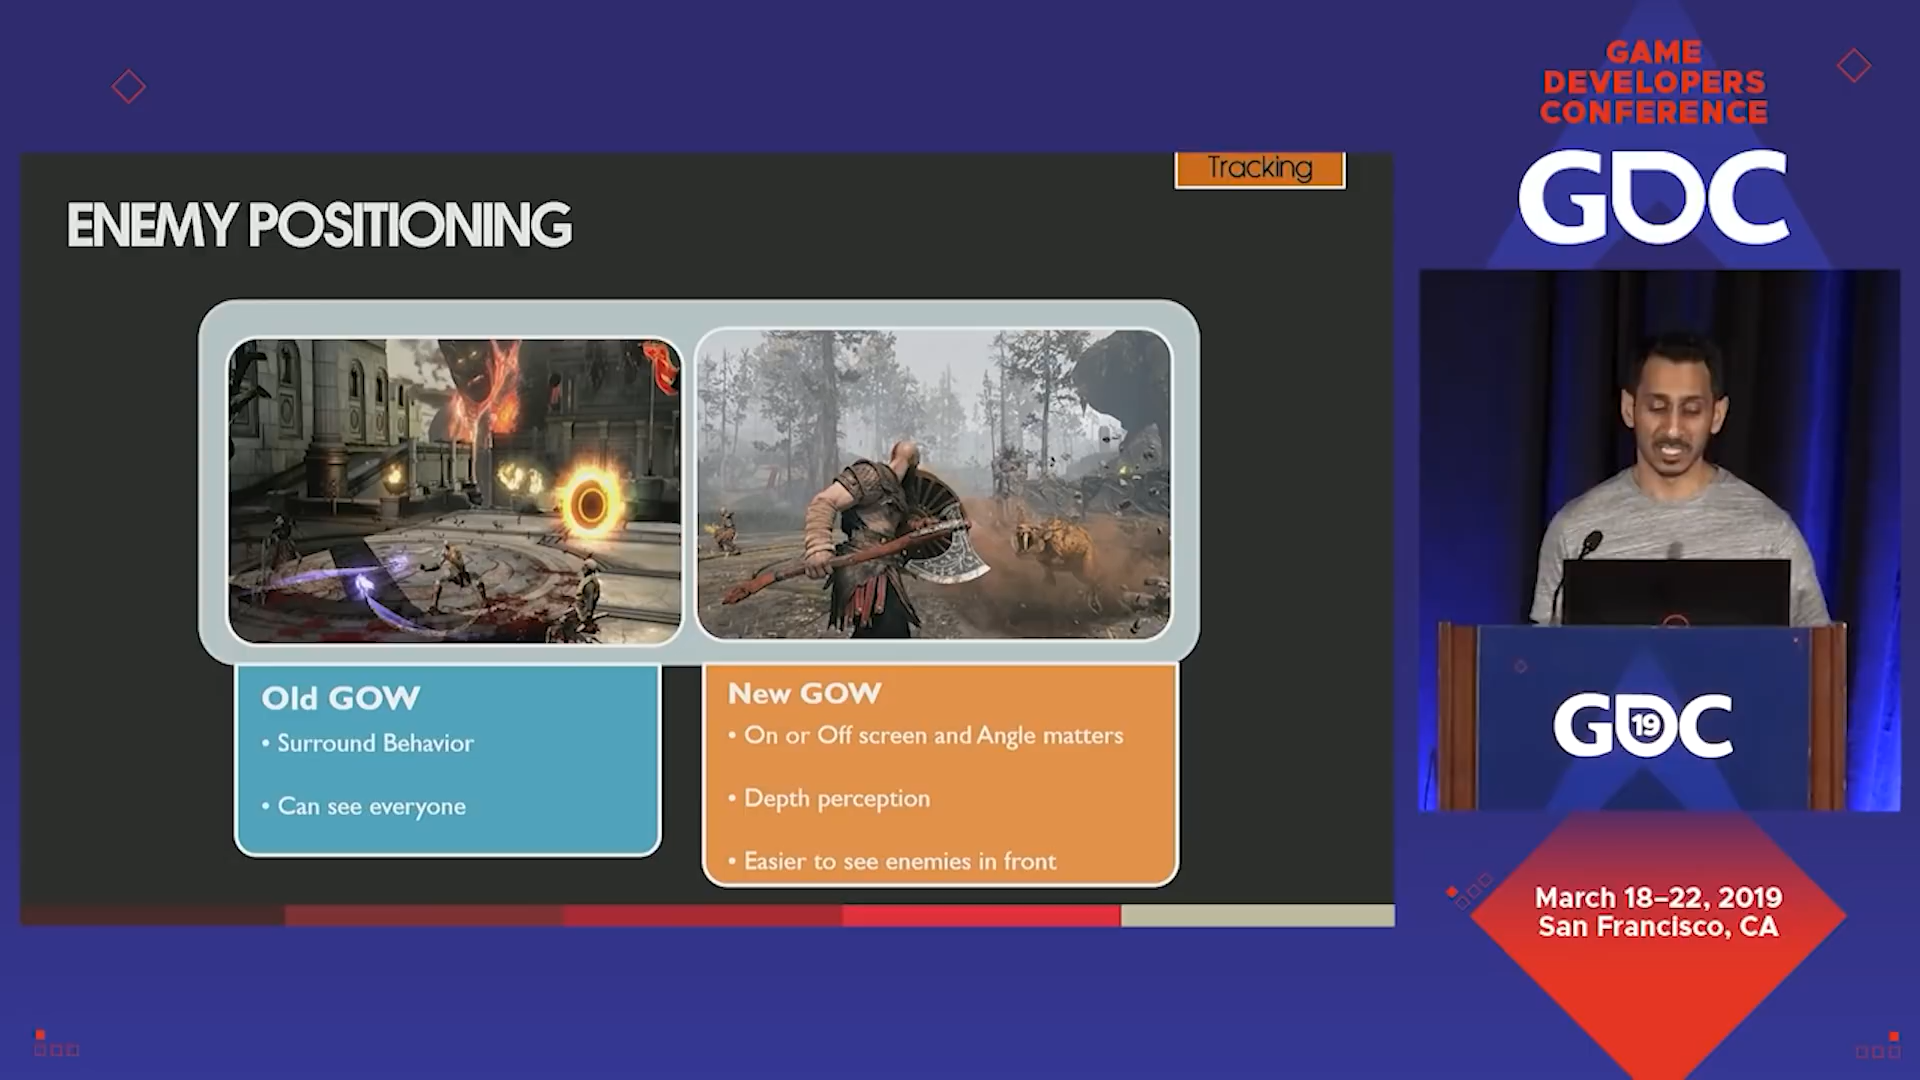 GAME
DEVELOPERS
CONFERENCE
GDC
Tracking
ENEMY POSITIONING
Old GOW
• Surround Behavior
• Can see everyone
New GOW
• On or Off screen and Angle matters
• Depth perception
• Easier to see enemies in front
GDC
19
March 18–22, 2019
San Francisco, CA